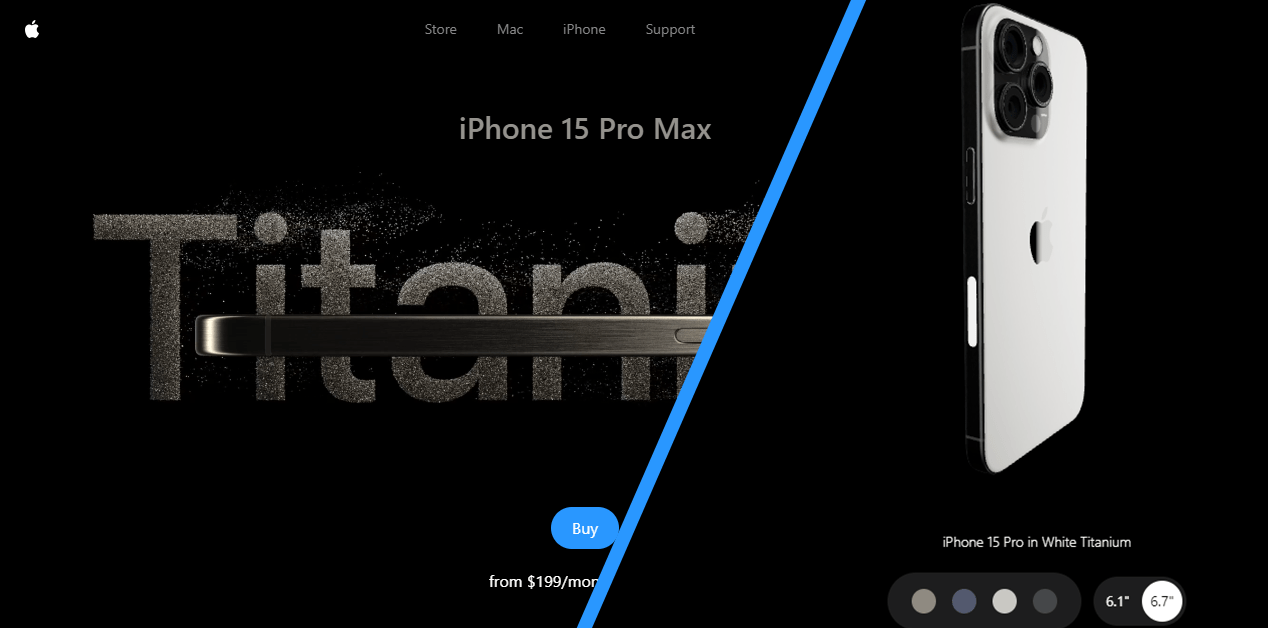 Store Mac iPhone Support
iPhone 15 Pro Max
Titani
Buy
from $199/mon
iPhone 15 Pro in White Titanium
6.1" 6.7"